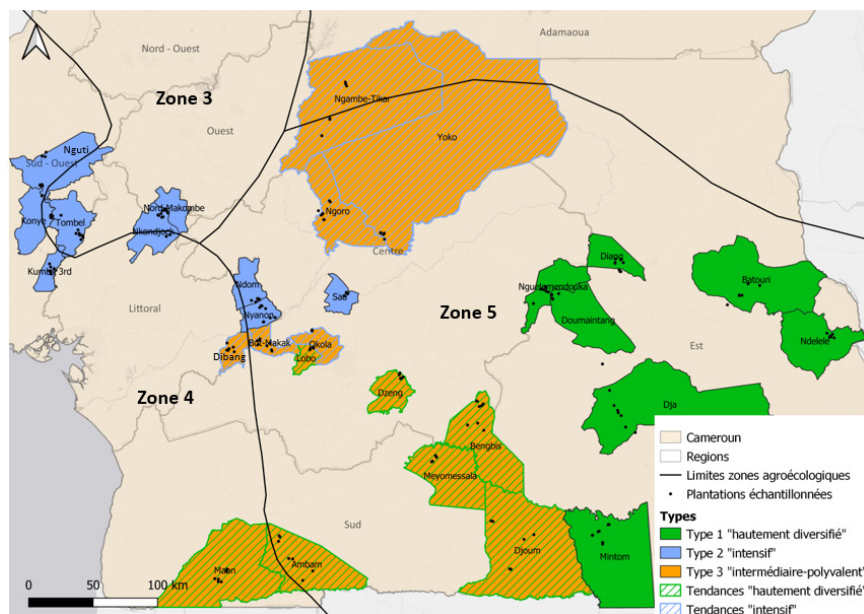 Nord - Ouest
Adamaoua
Zone 3
Ngambe-Tikar
Ouest
Yoko
Nguti
Sud - Ouest
Nord-Makombe
Konye
Tombel
Nkondjock
Ngoro
Centre
Kumba 3rd
Diang
Ndom
Nguelemendouka
Batouri
Saa
Littoral
Nyanon
Zone 5
Doumaintang
Ndelele
Dibang
Bot-Makak
Okola
Lobo
Est
Zone 4
Dzeng
Dja
Bengbis
Meyomessala
Sud
Djoum
Mintom
Maan
Ambam
0 50 100 km
Cameroun
Regions
Limites zones agroécologiques
Plantations échantillonnées
Types
Type 1 "hautement diversifié"
Type 2 "intensif"
Type 3 "intermédiaire-polyvalent"
Tendances "hautement diversifié"
Tendances "intensif"